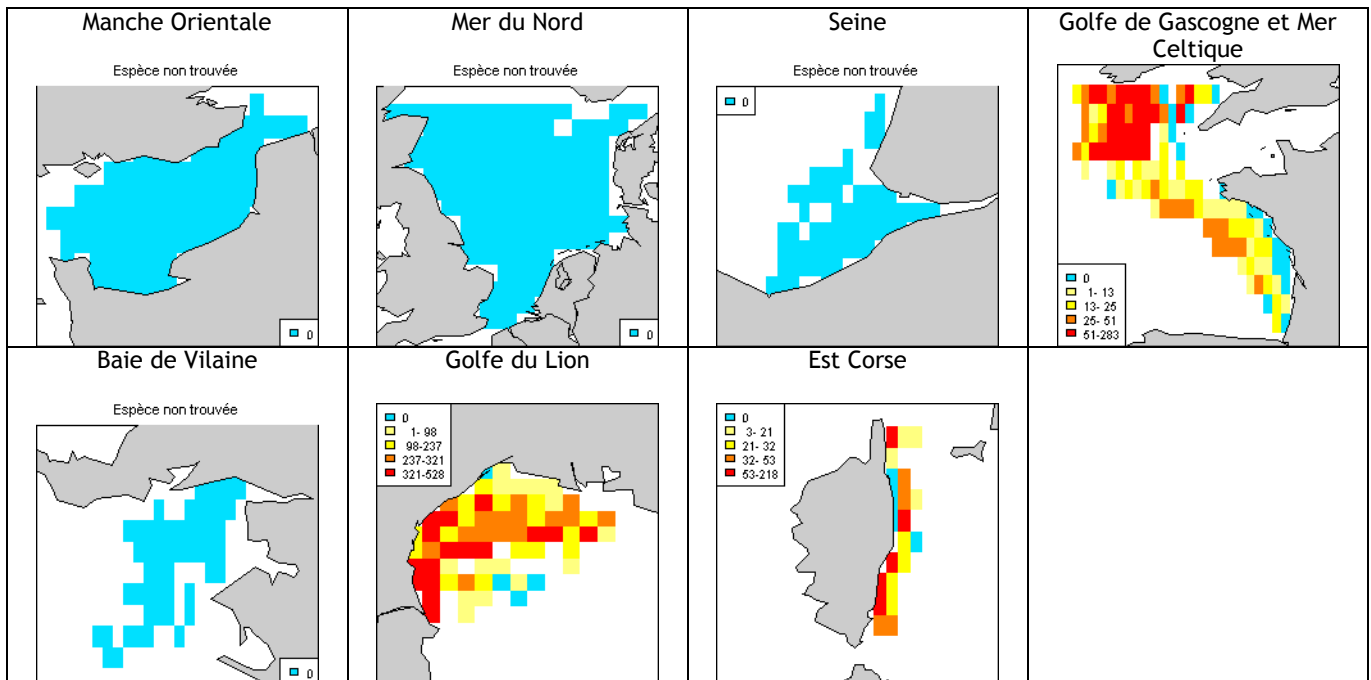 Manche Orientale
Espèce non trouvée
0
Mer du Nord
Espèce non trouvée
0
Seine
Espèce non trouvée
0
Golfe de Gascogne et Mer
Celtique
0
1- 13
13- 25
25- 51
51-283
Baie de Vilaine
Espèce non trouvée
0
Golfe du Lion
0
1- 98
98-237
237-321
321-528
Est Corse
0
3- 21
21- 32
32- 53
53-218